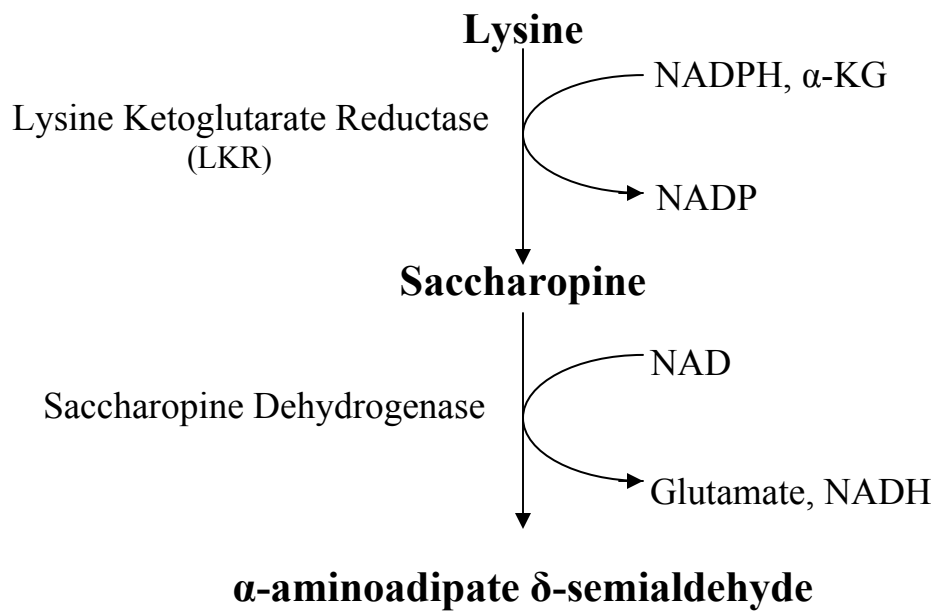 Lysine
NADPH, α-KG
Lysine Ketoglutarate Reductase
(LKR)
NADP
Saccharopine
NAD
Saccharopine Dehydrogenase
Glutamate, NADH
α-aminoadipate δ-semialdehyde